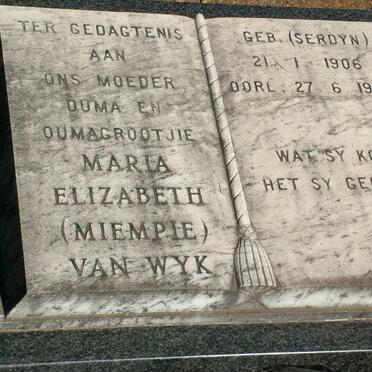 TER GEDAGTENIS
AAN
ONS MOEDER,
OUMA EN
OUMAGROOTJIE
MARIA
ELIZABETH
(MIEMPIE)
VAN WYK
GEB. (SERDYN)
21 1 1906
OORL. 27 6 19
WAT SY
HET SY